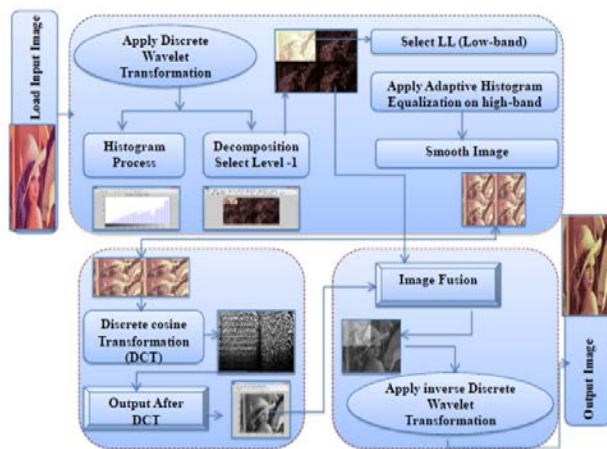 Load Input Image
Apply Discrete
Wavelet
Transformation
Histogram
Process
Decomposition
Select Level -1
Select LL (Low-band)
Apply Adaptive Histogram
Equalization on high-band
Smooth Image
Discrete cosine
Transformation
(DCT)
Output After
DCT
Image Fusion
Apply inverse Discrete
Wavelet
Transformation
Output Image